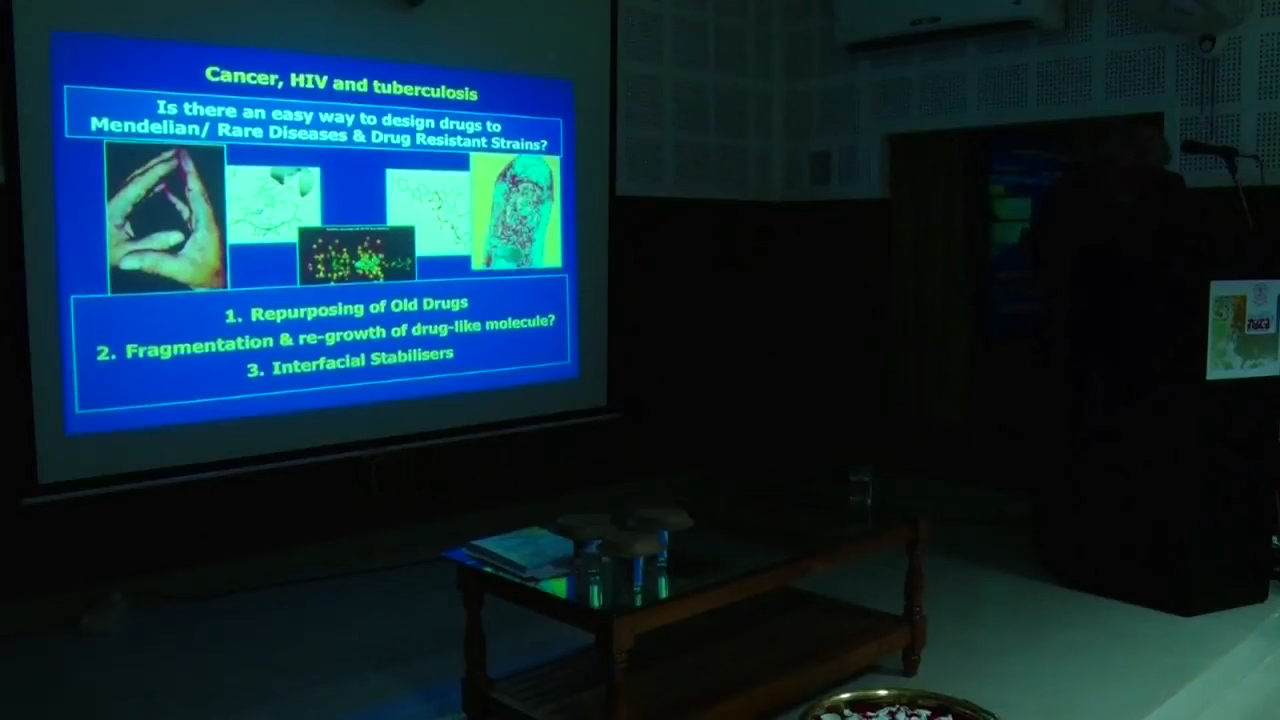 Cancer, HIV and tuberculosis
Is there an easy way to design drugs to
Mendelian/ Rare Diseases & Drug Resistant Strains?
1. Repurposing of Old Drugs
2. Fragmentation & re-growth of drug-like molecule?
3. Interfacial Stabilisers